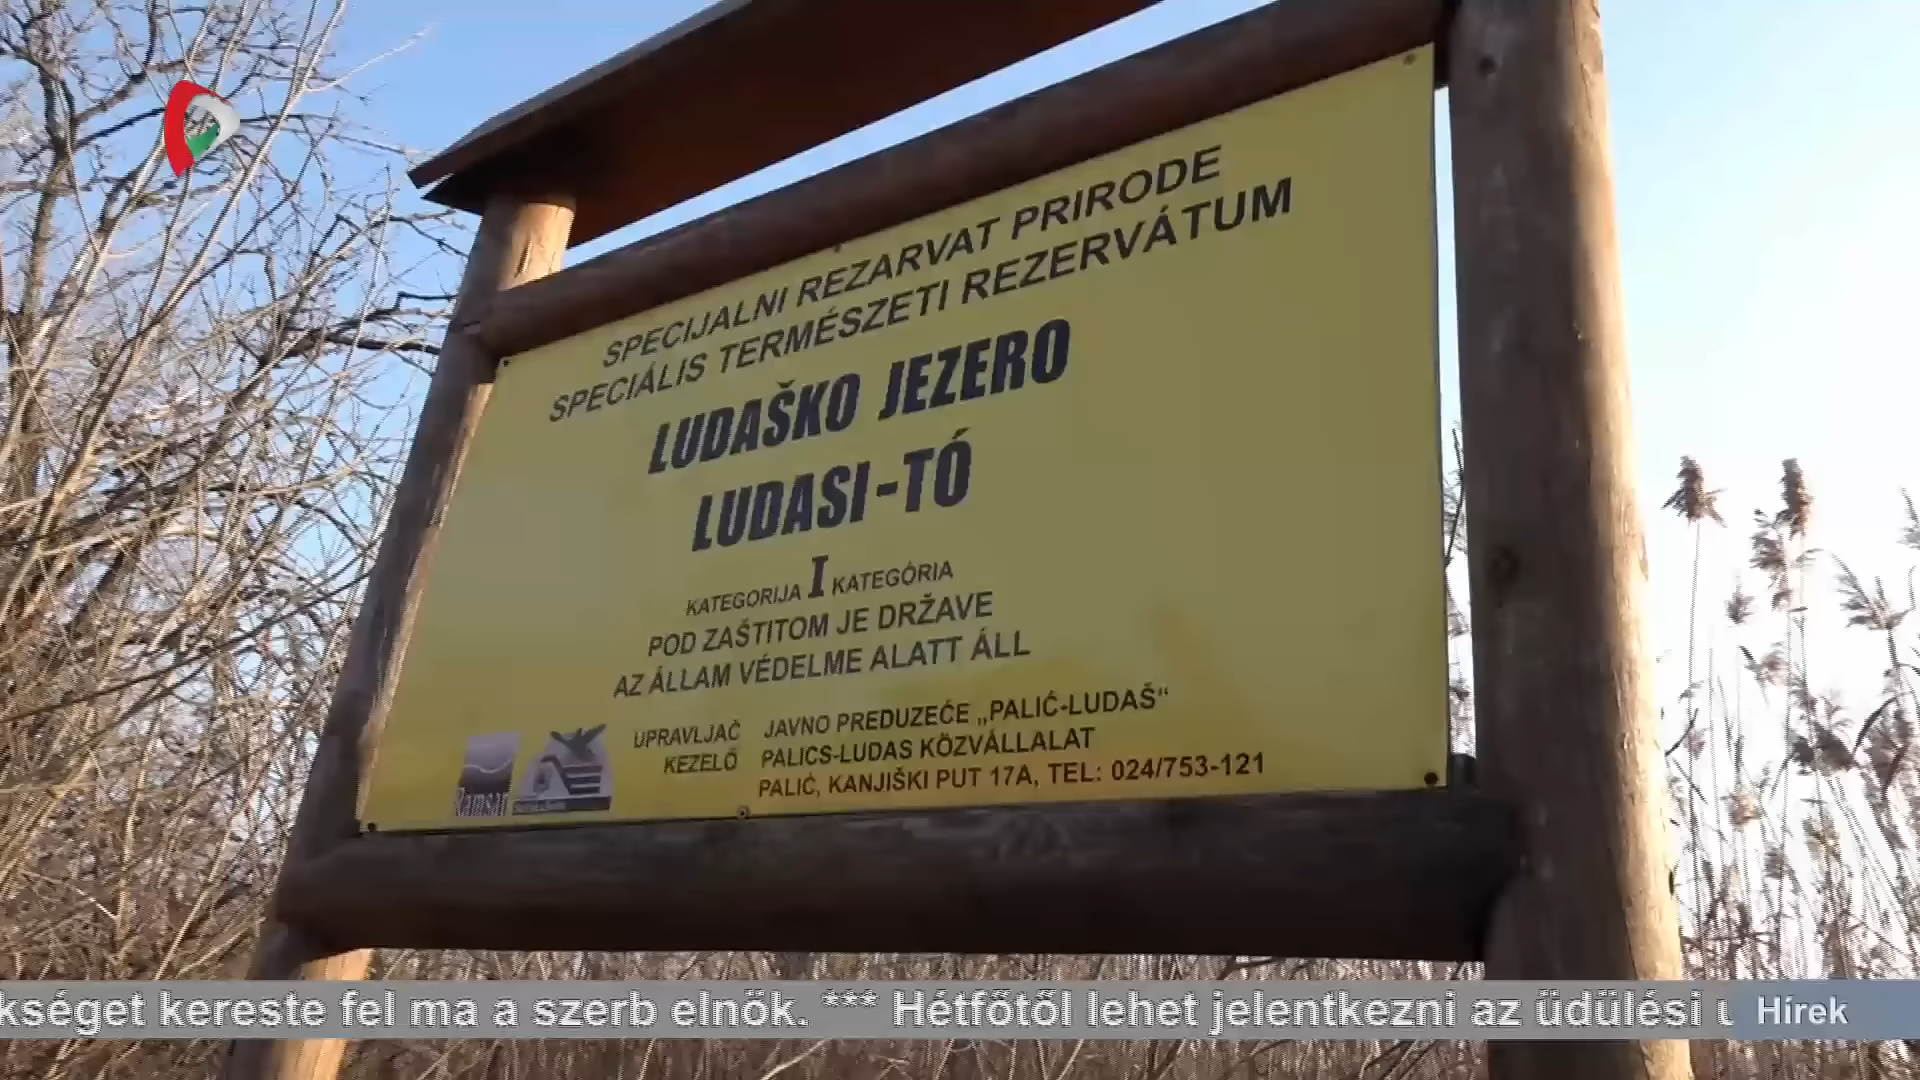 SPECIJALNI REZARVAT PRIRODE
SPECIÁLIS TERMÉSZETI REZERVÁTUM
LUDAŠKO JEZERO
LUDASI-TÓ
KATEGORIJA I KATEGÓRIA
POD ZAŠTITOM JE DRŽAVE
AZ ÁLLAM VÉDELME ALATT ÁLL
UPRAVLJAČ JAVNO PREDUZEĆE „PALIĆ-LUDAŠ“
KEZELŐ PALICS-LUDAS KÖZVÁLLALAT
PALIĆ, KANJIŠKI PUT 17A, TEL: 024/753-121
Ramsar
kséget kereste fel ma a szerb elnök. *** Hétfőtől lehet jelentkezni az üdülési
Hírek